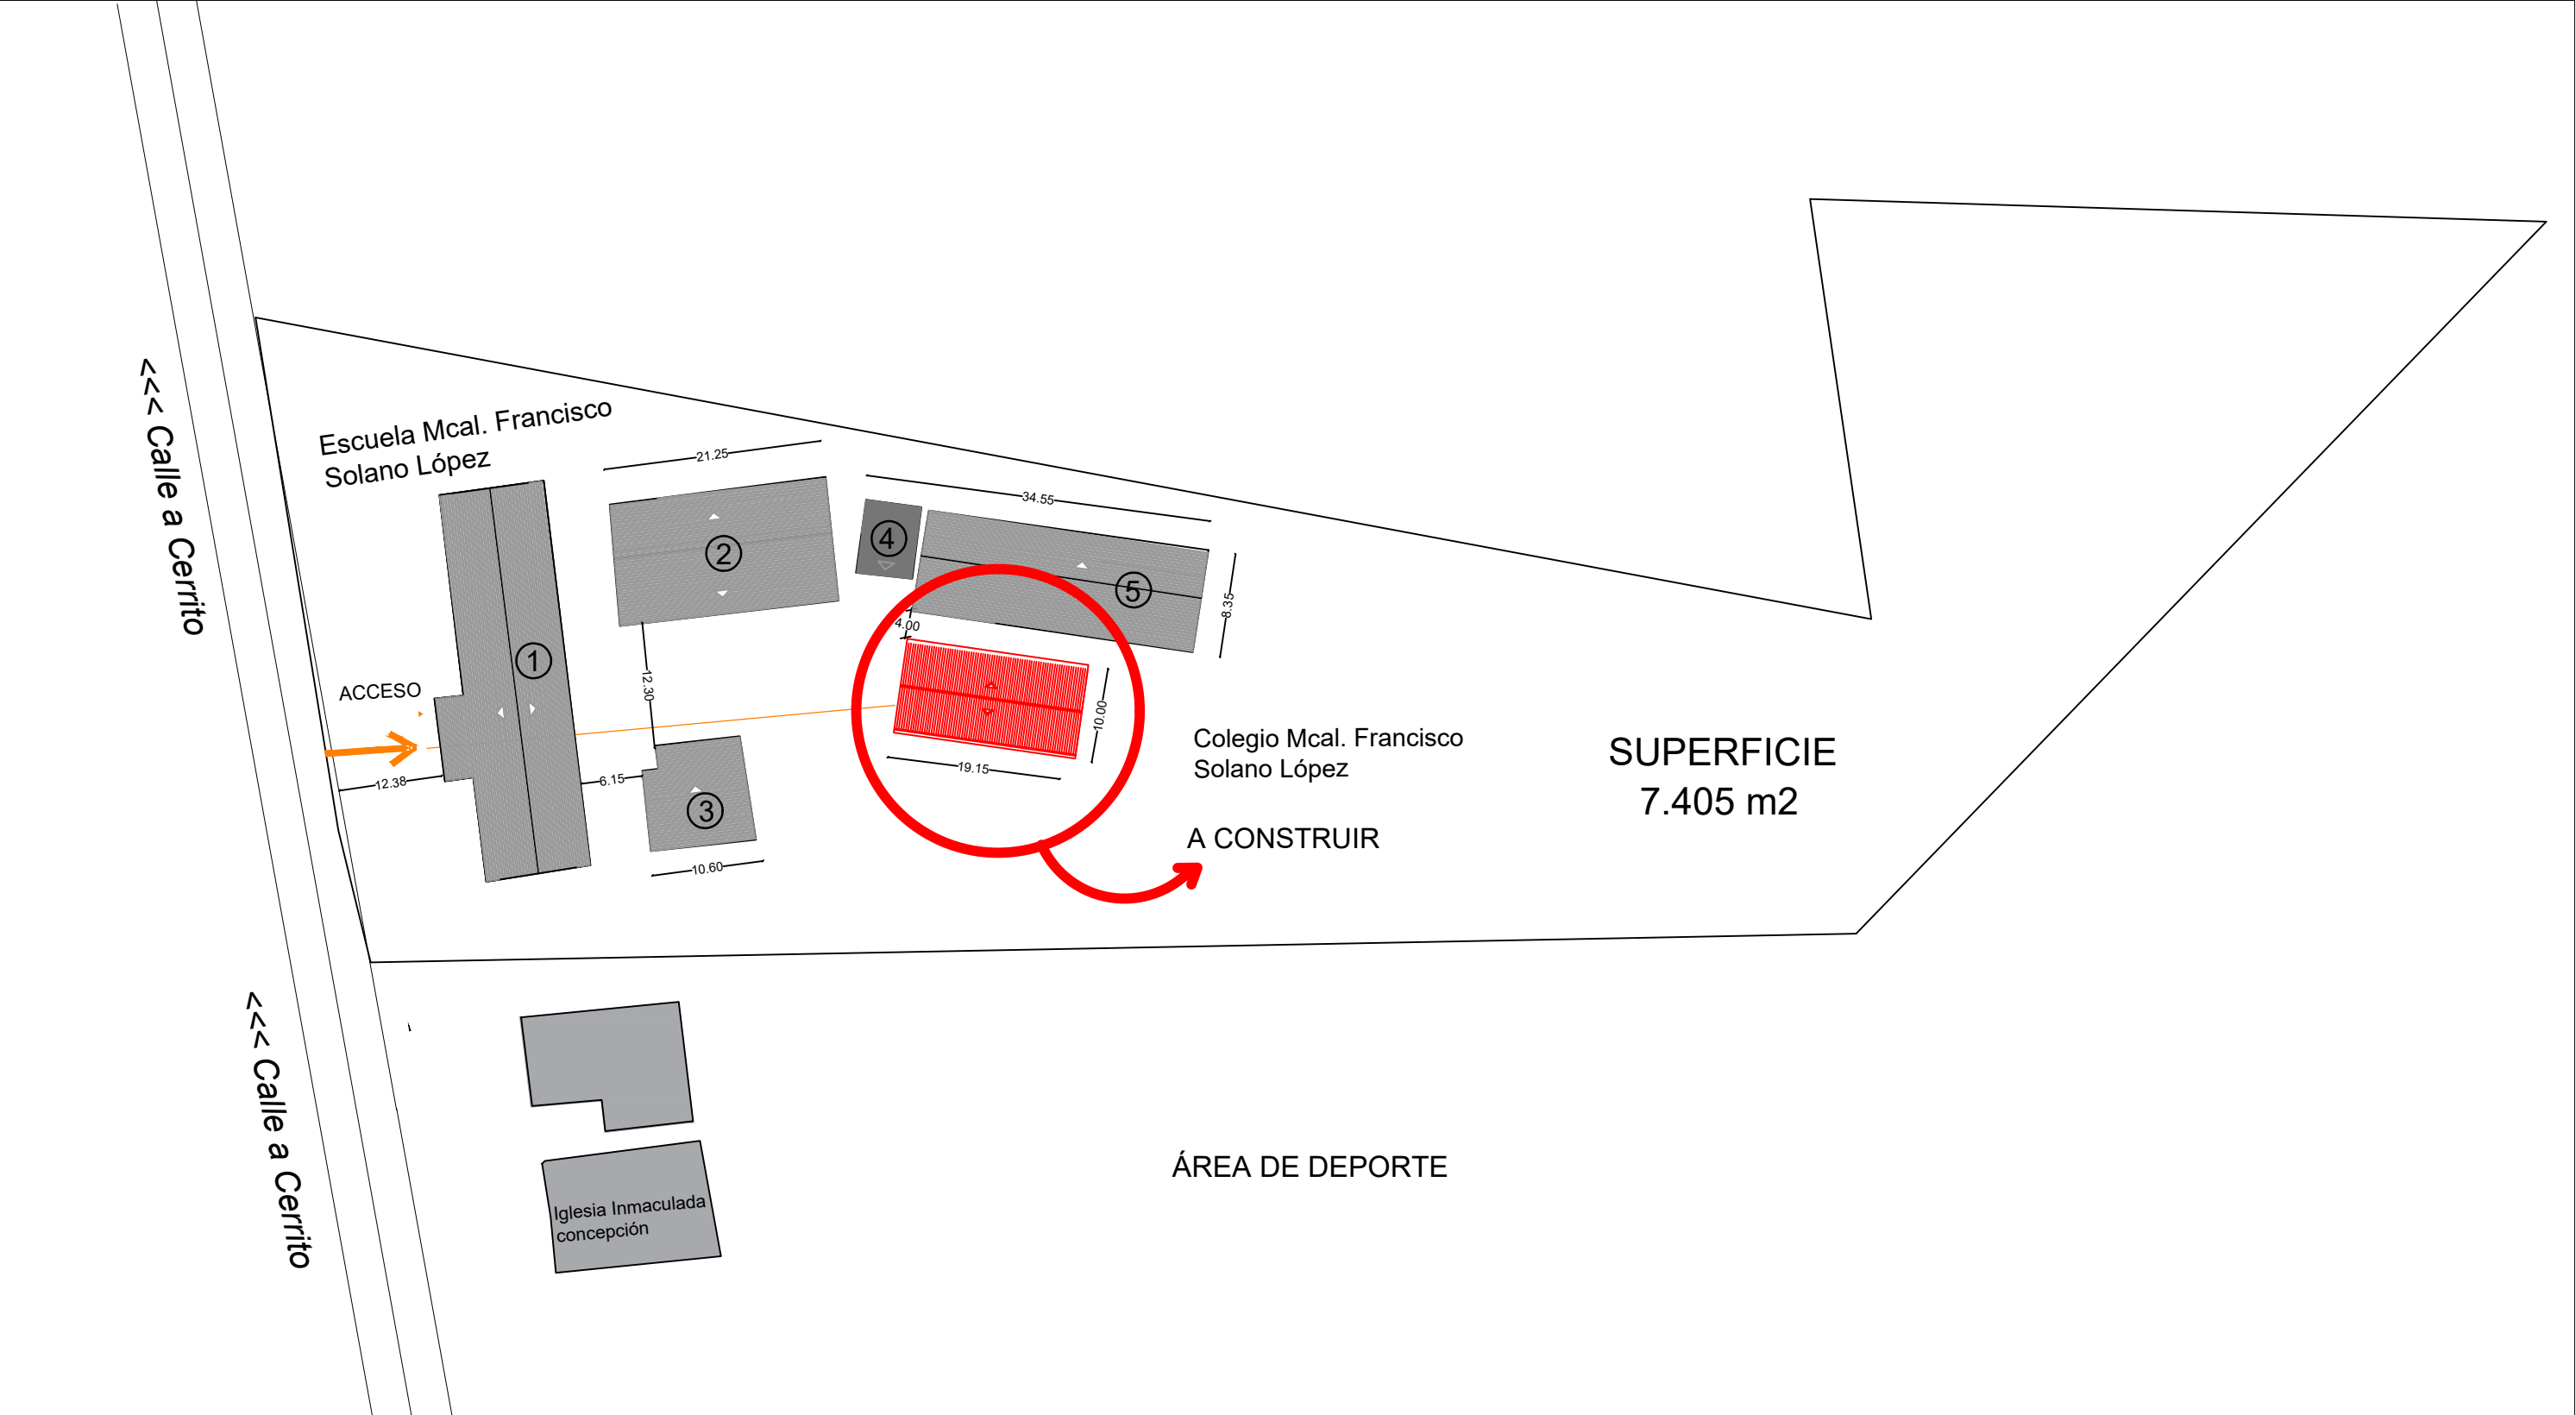 <<< Calle a Cerrito
Escuela Mcal. Francisco
Solano López
21.25
34.55
4
2
5
8.35
4.00
1
12.30
ACCESO
10.00
12.38
6.15
3
19.15
10.60
Colegio Mcal. Francisco
Solano López
A CONSTRUIR
SUPERFICIE
7.405 m2
<<< Calle a Cerrito
ÁREA DE DEPORTE
Iglesia Inmaculada
concepción